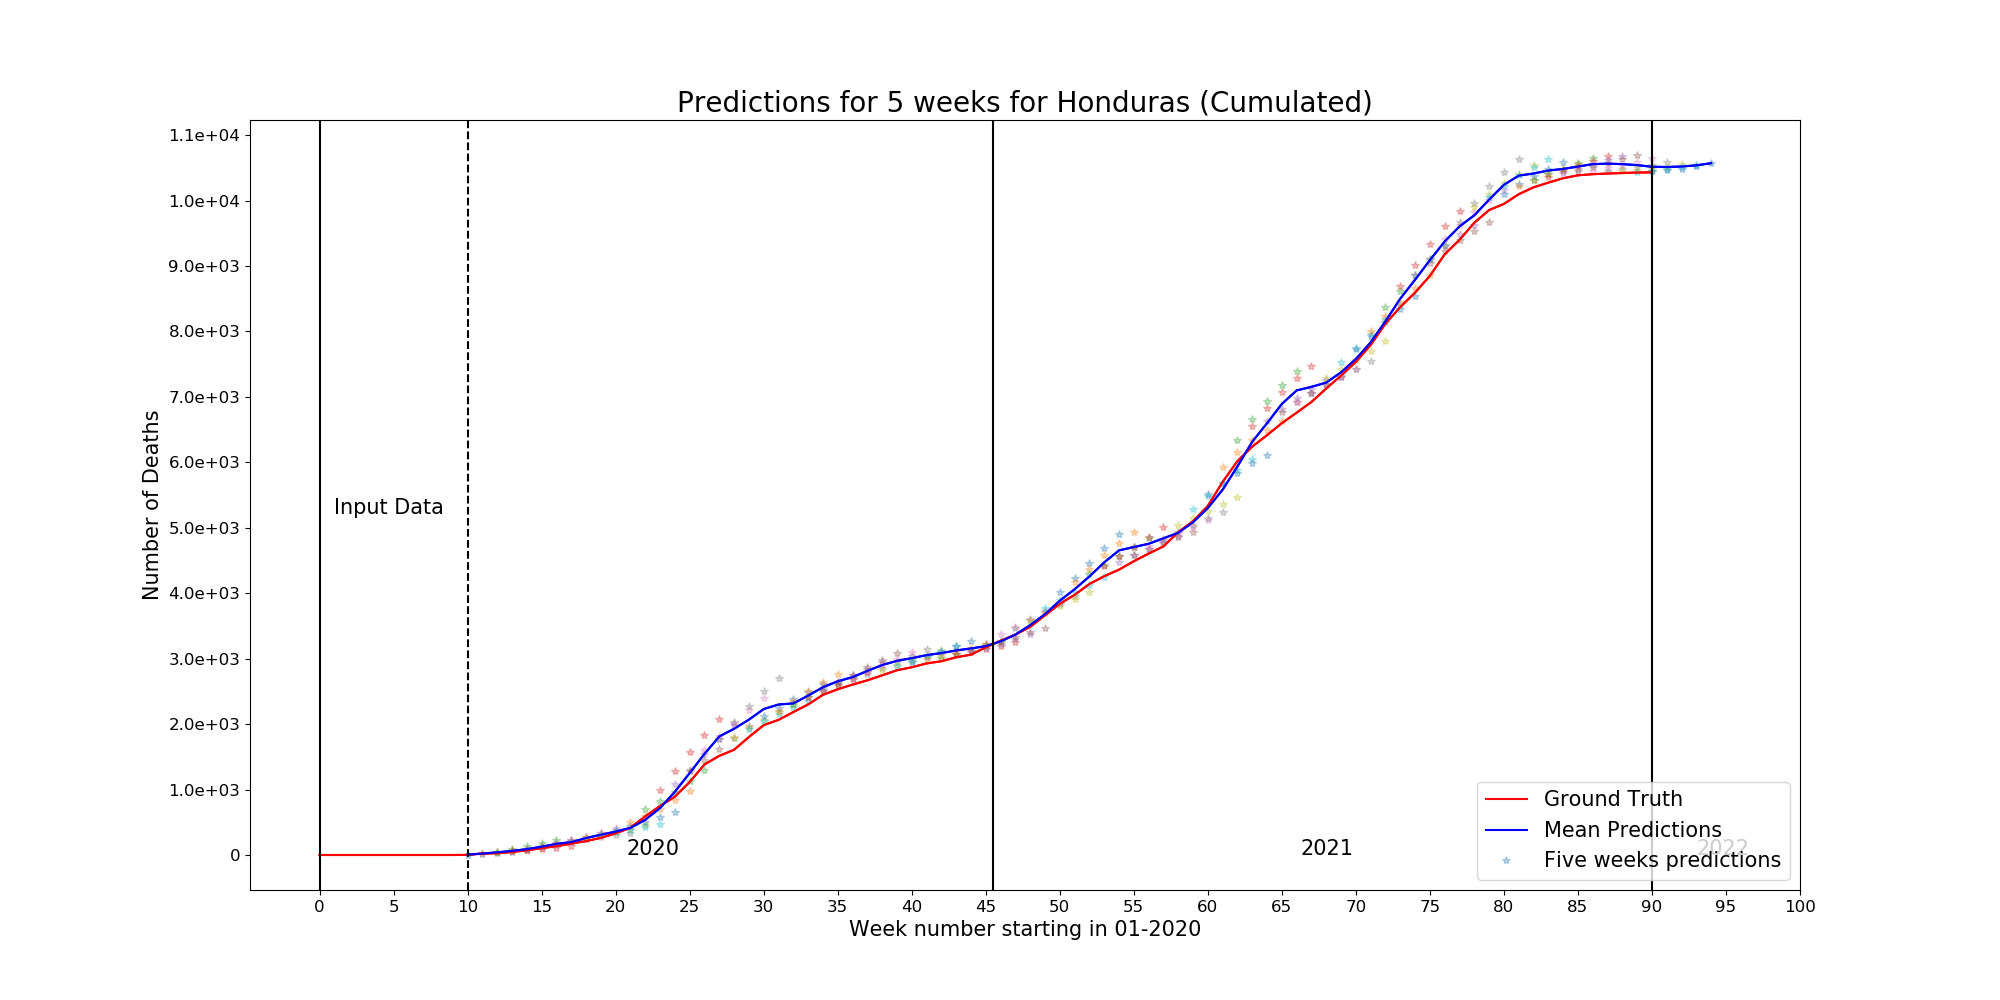 Predictions for 5 weeks for Honduras (Cumulated)
1.1e+04
1.0e+04
9.0e+03
8.0e+03
7.0e+03
6.0e+03
5.0e+03
4.0e+03
3.0e+03
2.0e+03
1.0e+03
0
Number of Deaths
Input Data
2020
2021
2022
Ground Truth
Mean Predictions
Five weeks predictions
0 5 10 15 20 25 30 35 40 45 50 55 60 65 70 75 80 85 90 95 100
Week number starting in 01-2020